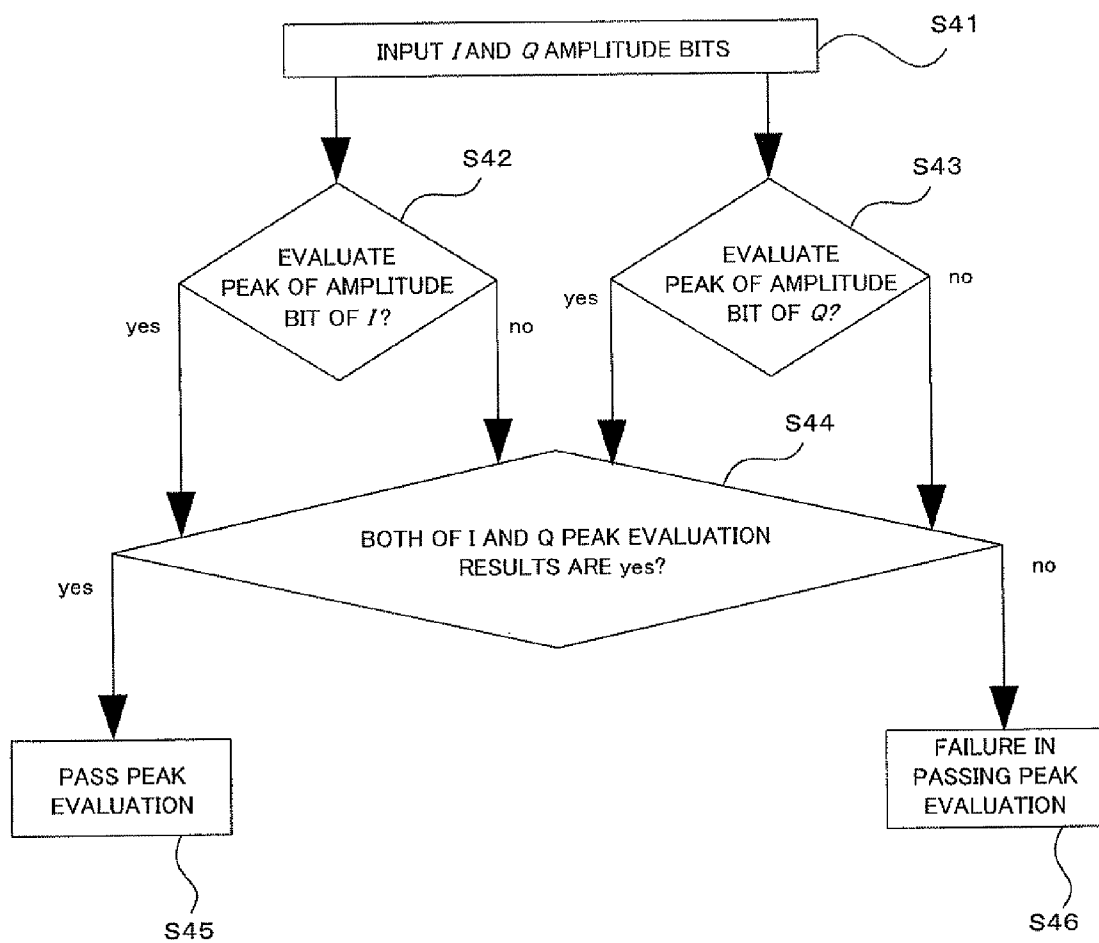 S41
INPUT I AND Q AMPLITUDE BITS
S42
S43
EVALUATE
PEAK OF AMPLITUDE
BIT OF I?
yes
no
EVALUATE
PEAK OF AMPLITUDE
BIT OF Q?
yes
no
S44
BOTH OF I AND Q PEAK EVALUATION
RESULTS ARE yes?
yes
no
PASS PEAK
EVALUATION
FAILURE IN
PASSING PEAK
EVALUATION
S45
S46